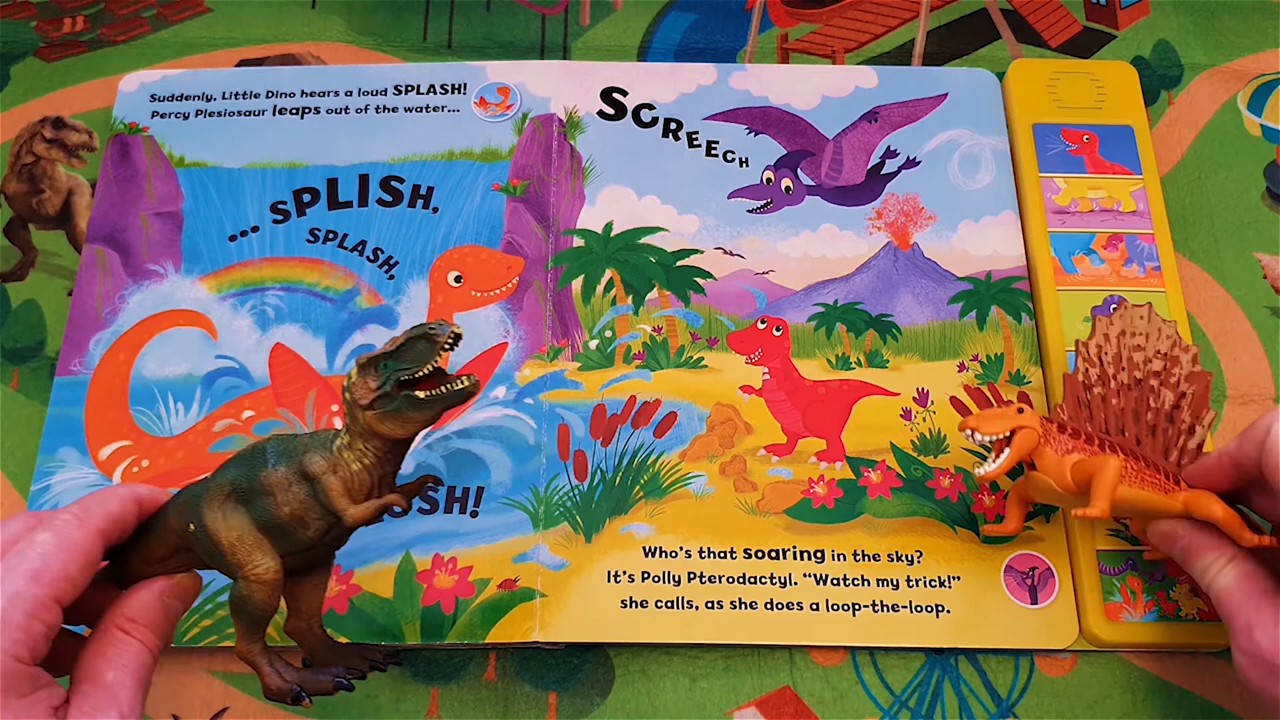 Suddenly, Little Dino hears a loud SPLASH!
Percy Plesiosaur leaps out of the water...
... SPLISH,
SPLASH,
SCREECH
Who's that soaring in the sky?
It's Polly Pterodactyl. "Watch my trick!"
she calls, as she does a loop-the-loop.